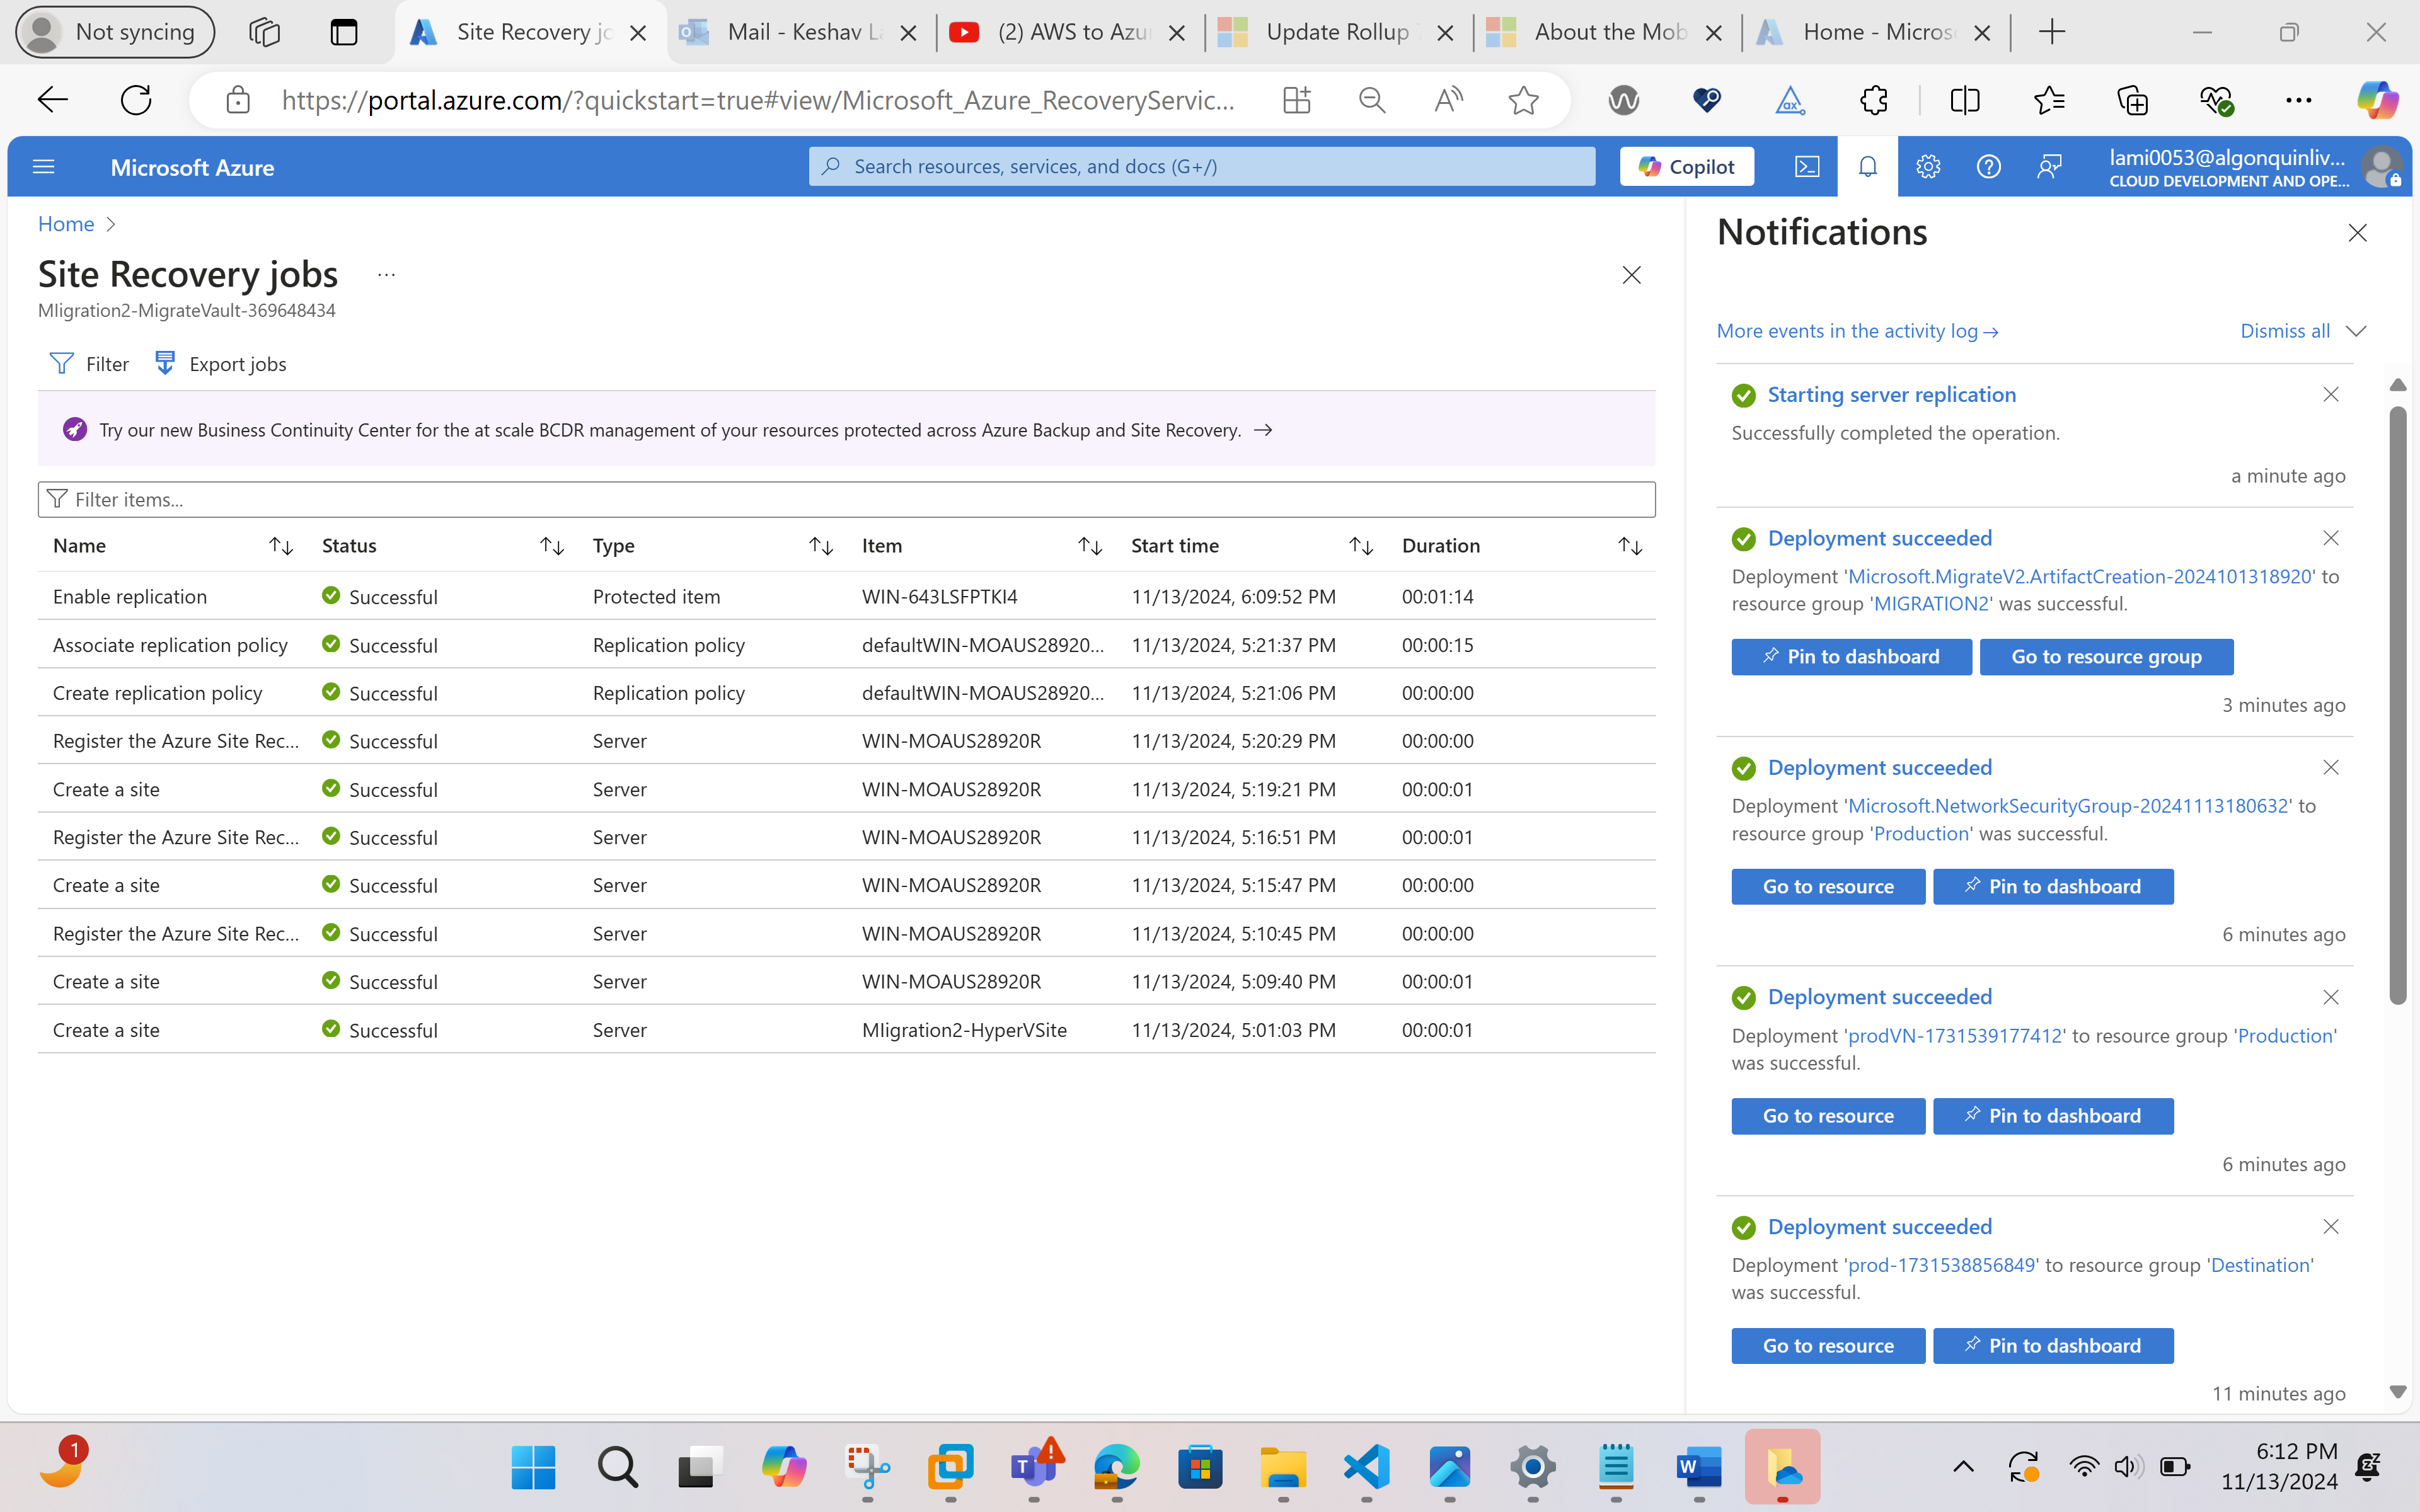 Not syncing
Site Recovery jo
Mail - Keshav La
(2) AWS to Azu
Update Rollup 7
About the Mob
Home - Micros
https://portal.azure.com/?quickstart=true#view/Microsoft_Azure_RecoveryServic...
Microsoft Azure
Search resources, services, and docs (G+/)
Copilot
lami0053@algonquinliv...
CLOUD DEVELOPMENT AND OPE...
Home
Site Recovery jobs
...
MIigration2-MigrateVault-369648434
Filter
Export jobs
Try our new Business Continuity Center for the at scale BCDR management of your resources protected across Azure Backup and Site Recovery. →
Filter items...
Name Status Type Item Start time Duration
Enable replication Successful Protected item WIN-643LSFPTKI4 11/13/2024, 6:09:52 PM 00:01:14
Associate replication policy Successful Replication policy defaultWIN-MOAUS28920... 11/13/2024, 5:21:37 PM 00:00:15
Create replication policy Successful Replication policy defaultWIN-MOAUS28920... 11/13/2024, 5:21:06 PM 00:00:00
Register the Azure Site Rec... Successful Server WIN-MOAUS28920R 11/13/2024, 5:20:29 PM 00:00:00
Create a site Successful Server WIN-MOAUS28920R 11/13/2024, 5:19:21 PM 00:00:01
Register the Azure Site Rec... Successful Server WIN-MOAUS28920R 11/13/2024, 5:16:51 PM 00:00:01
Create a site Successful Server WIN-MOAUS28920R 11/13/2024, 5:15:47 PM 00:00:00
Register the Azure Site Rec... Successful Server WIN-MOAUS28920R 11/13/2024, 5:10:45 PM 00:00:00
Create a site Successful Server WIN-MOAUS28920R 11/13/2024, 5:09:40 PM 00:00:01
Create a site Successful Server MIigration2-HyperVSite 11/13/2024, 5:01:03 PM 00:00:01
Notifications
More events in the activity log →
Dismiss all
Starting server replication
Successfully completed the operation.
a minute ago
Deployment succeeded
Deployment 'Microsoft.MigrateV2.ArtifactCreation-2024101318920' to
resource group 'MIGRATION2' was successful.
Pin to dashboard
Go to resource group
3 minutes ago
Deployment succeeded
Deployment 'Microsoft.NetworkSecurityGroup-20241113180632' to
resource group 'Production' was successful.
Go to resource
Pin to dashboard
6 minutes ago
Deployment succeeded
Deployment 'prodVN-1731539177412' to resource group 'Production'
was successful.
Go to resource
Pin to dashboard
6 minutes ago
Deployment succeeded
Deployment 'prod-1731538856849' to resource group 'Destination'
was successful.
Go to resource
Pin to dashboard
11 minutes ago
1
6:12 PM
11/13/2024